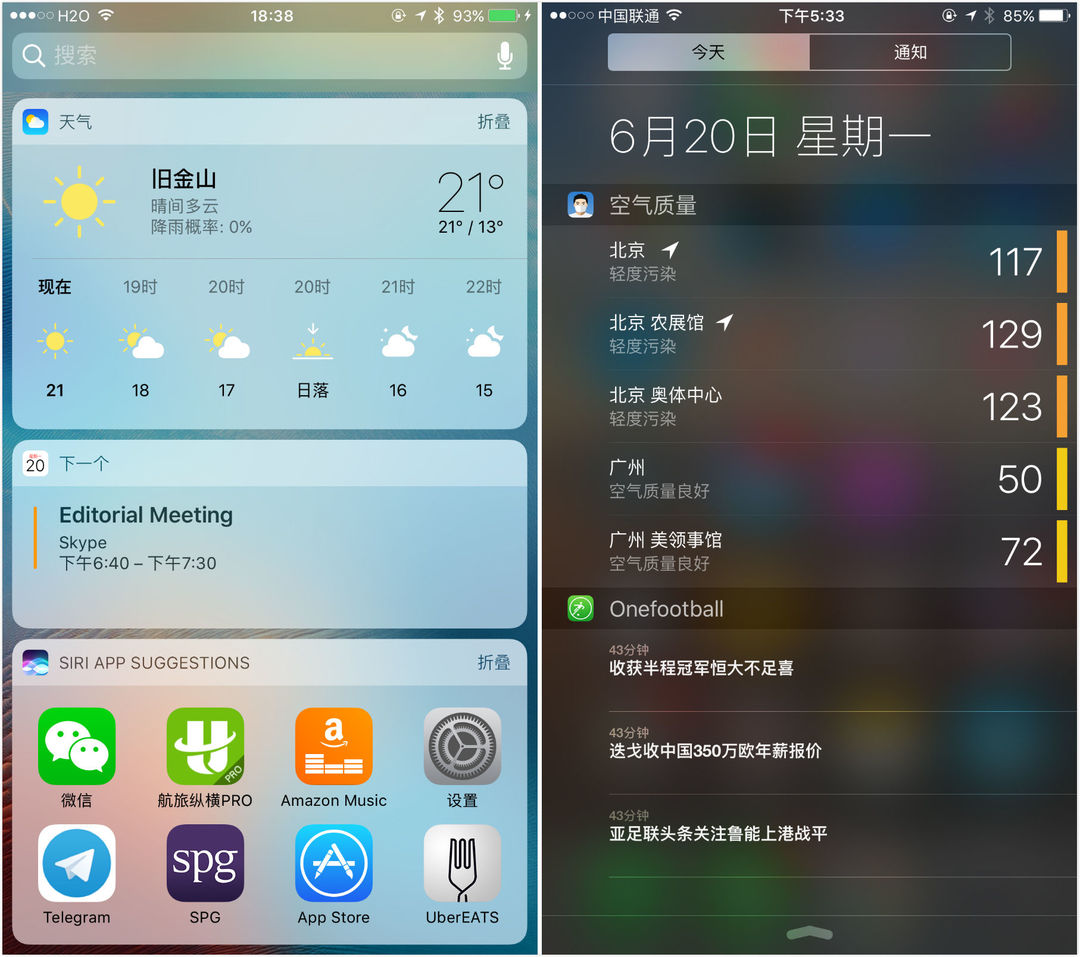 H2O 18:38 93%
搜索
天气 折叠
旧金山
晴间多云
降雨概率: 0%
21°
21° / 13°
现在 19时 20时 20时 21时 22时
21 18 17 日落 16 15
星期一
20 下一个
Editorial Meeting
Skype
下午6:40 – 下午7:30
SIRI APP SUGGESTIONS 折叠
PRO
a
微信 航旅纵横PRO Amazon Music 设置
spg
Telegram SPG App Store UberEATS
中国联通 下午5:33 85%
今天 通知
6月20日 星期一
空气质量
北京
轻度污染
117
北京 农展馆
轻度污染
129
北京 奥体中心
轻度污染
123
广州
空气质量良好
50
广州 美领事馆
空气质量良好
72
Onefootball
43分钟
收获半程冠军恒大不足喜
43分钟
迭戈收中国350万欧年薪报价
43分钟
亚足联头条关注鲁能上港战平